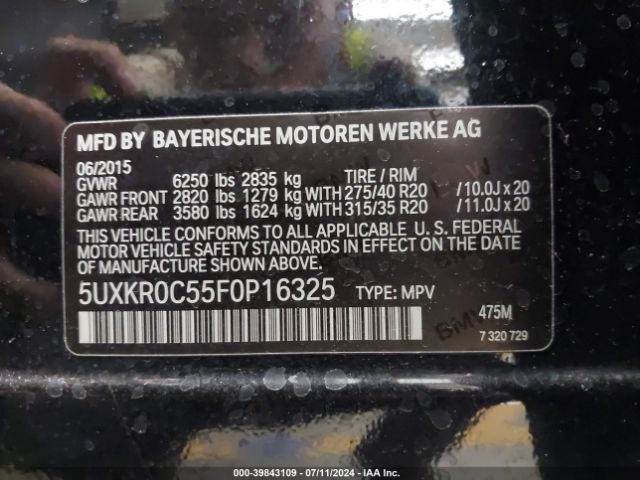 MFD BY BAYERISCHE MOTOREN WERKE AG
06/2015 TIRE / RIM
GVWR 6250 lbs 2835 kg
GAWR FRONT 2820 lbs 1279 kg WITH 275/40 R20 /10.0J x 20
GAWR REAR 3580 lbs 1624 kg WITH 315/35 R20 /11.0J x 20
THIS VEHICLE CONFORMS TO ALL APPLICABLE U. S. FEDERAL
MOTOR VEHICLE SAFETY STANDARDS IN EFFECT ON THE DATE
OF MANUFACTURE SHOWN ABOVE.
5UXKR0C55F0P16325 TYPE: MPV
475M
7 320 729
000-39843109 - 07/11/2024 - IAA Inc.